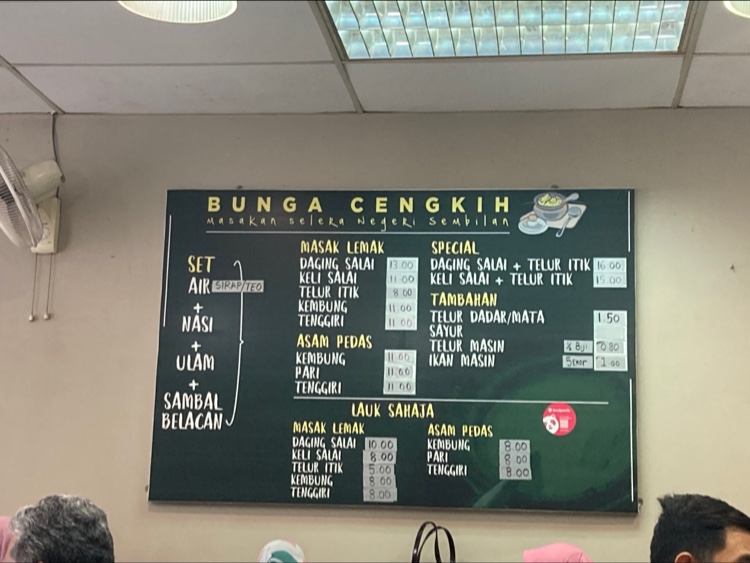 BUNGA CENGKIH
Masakan Selera Negeri Sembilan
SET
AIR SIRAP/TEO
+
NASI
+
ULAM
+
SAMBAL
BELACAN
MASAK LEMAK
DAGING SALAI 13.00
KELI SALAI 11.00
TELUR ITIK 8.00
KEMBUNG 11.00
TENGGIRI 11.00
ASAM PEDAS
KEMBUNG 11.00
PARI 11.00
TENGGIRI 11.00
SPECIAL
DAGING SALAI + TELUR ITIK 16.00
KELI SALAI + TELUR ITIK 15.00
TAMBAHAN
TELUR DADAR/MATA 1.50
SAYUR
TELUR MASIN ½ Biji 0.80
IKAN MASIN 1.00
LAUK SAHAJA
MASAK LEMAK
DAGING SALAI 10.00
KELI SALAI 8.00
TELUR ITIK 5.00
KEMBUNG 8.00
TENGGIRI 8.00
ASAM PEDAS
KEMBUNG 8.00
PARI 8.00
TENGGIRI 8.00